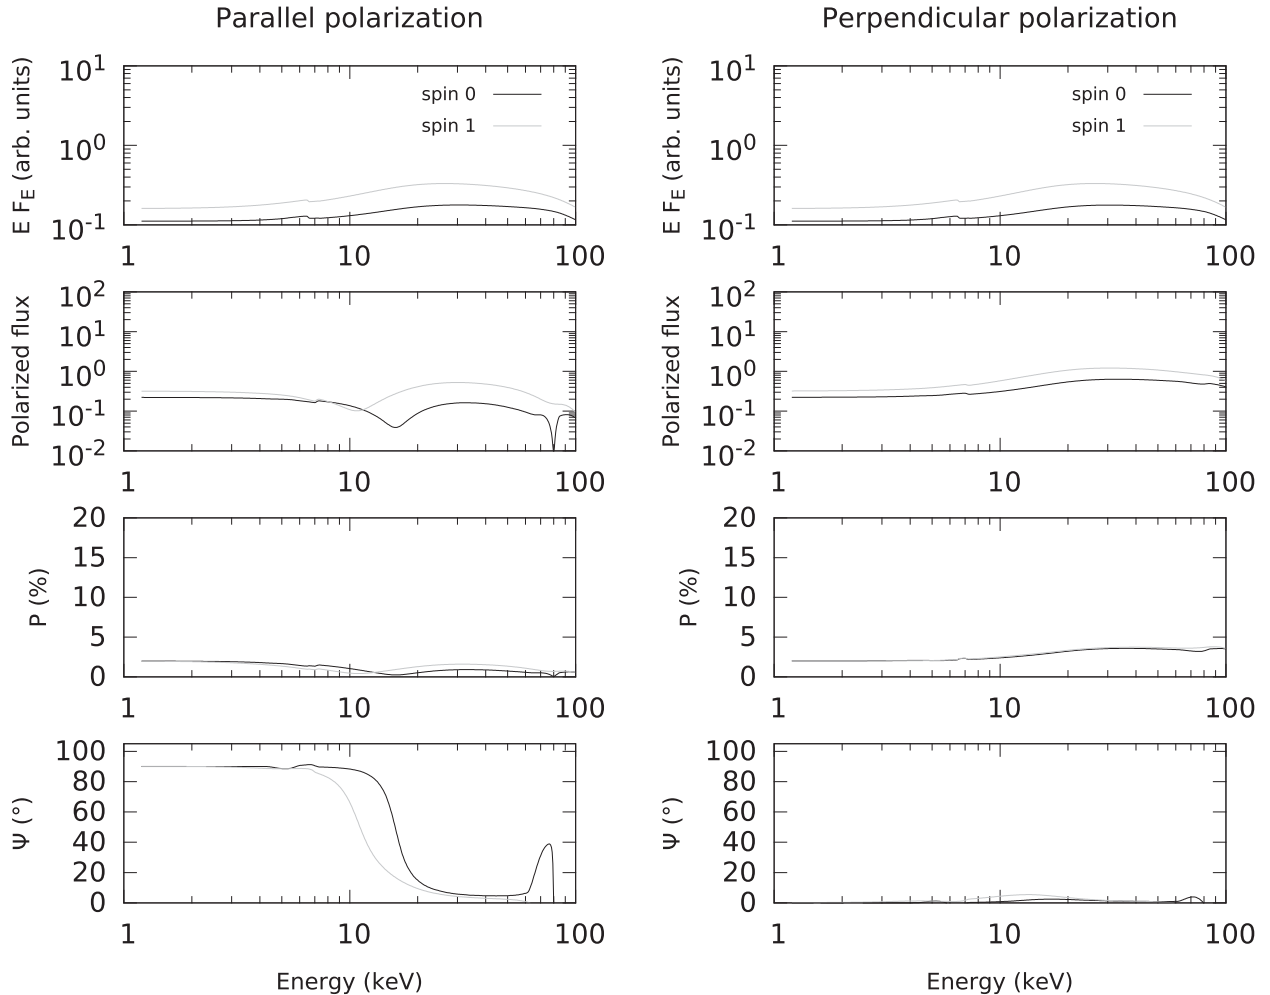 Parallel polarization
E F_E (arb. units)
10^1
10^0
10^-1
spin 0
spin 1
1 10 100
Polarized flux
10^2
10^1
10^0
10^-1
10^-2
1 10 100
P (%)
20
15
10
5
0
1 10 100
Ψ (°)
100
80
60
40
20
0
1 10 100
Energy (keV)
Perpendicular polarization
E F_E (arb. units)
10^1
10^0
10^-1
spin 0
spin 1
1 10 100
Polarized flux
10^2
10^1
10^0
10^-1
10^-2
1 10 100
P (%)
20
15
10
5
0
1 10 100
Ψ (°)
100
80
60
40
20
0
1 10 100
Energy (keV)